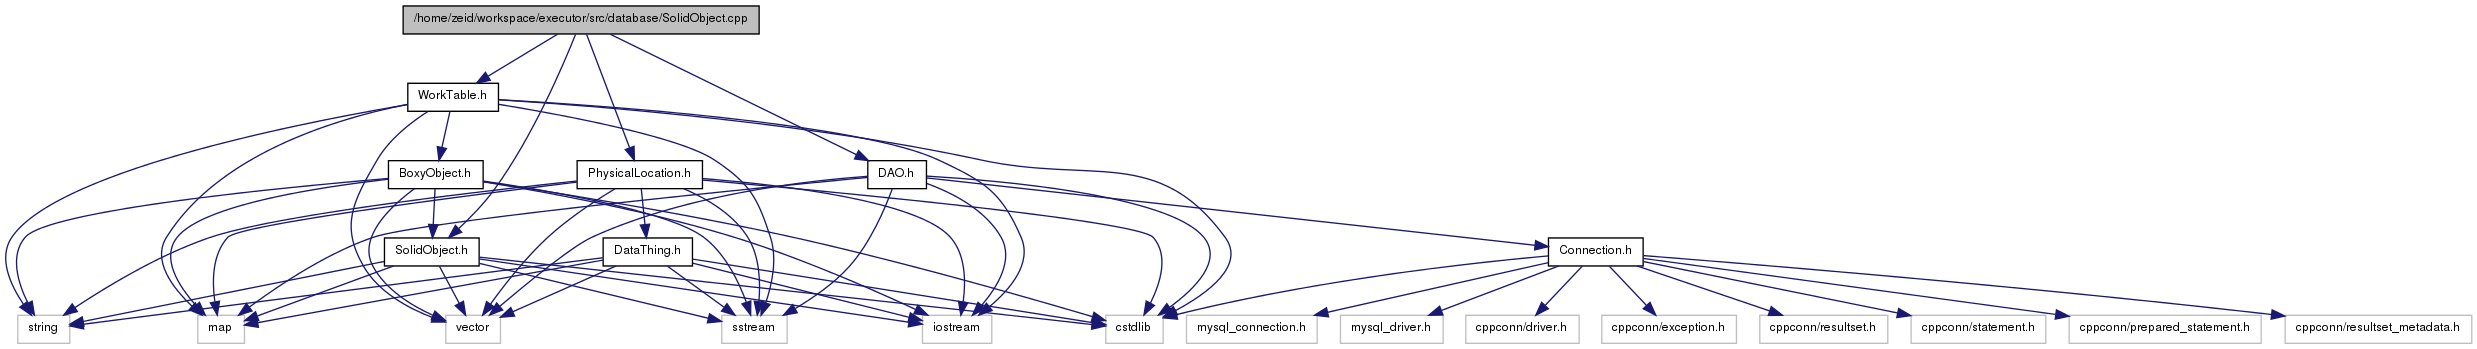 /home/zeid/workspace/executor/src/database/SolidObject.cpp
WorkTable.h
BoxyObject.h
PhysicalLocation.h
DAO.h
SolidObject.h
DataThing.h
Connection.h
string
map
vector
sstream
iostream
cstdlib
mysql_connection.h
mysql_driver.h
cppconn/driver.h
cppconn/exception.h
cppconn/resultset.h
cppconn/statement.h
cppconn/prepared_statement.h
cppconn/resultset_metadata.h